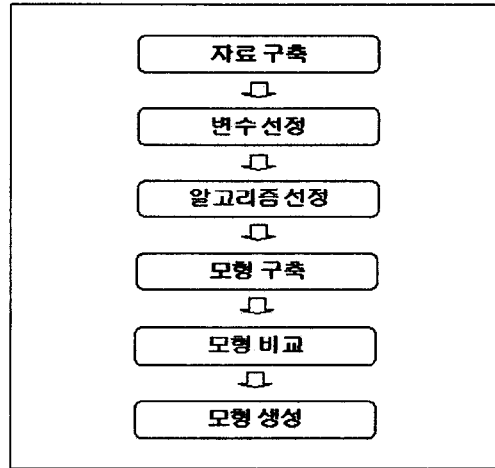 자료 구축
변수 선정
알고리즘 선정
모형 구축
모형 비교
모형 생성